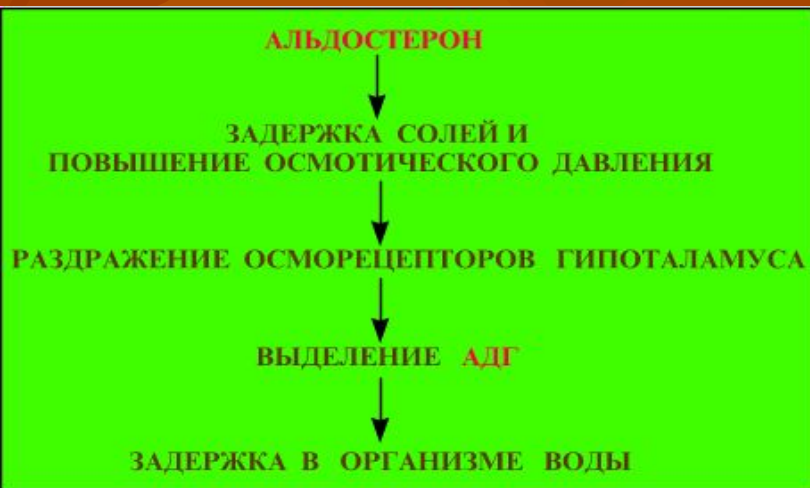 АЛЬДОСТЕРОН
ЗАДЕРЖКА СОЛЕЙ И
ПОВЫШЕНИЕ ОСМОТИЧЕСКОГО ДАВЛЕНИЯ
РАЗДРАЖЕНИЕ ОСМОРЕЦЕПТОРОВ ГИПОТАЛАМУСА
ВЫДЕЛЕНИЕ АДГ
ЗАДЕРЖКА В ОРГАНИЗМЕ ВОДЫ